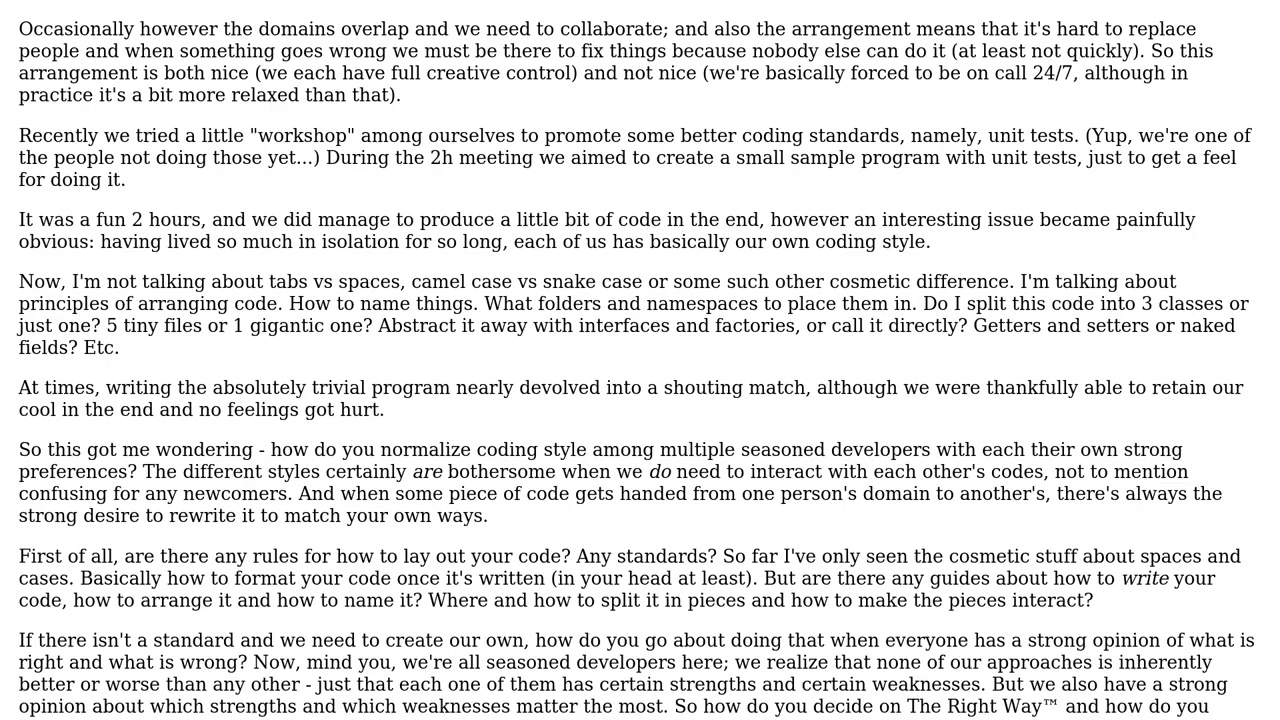 Occasionally however the domains overlap and we need to collaborate; and also the arrangement means that it's hard to replace
people and when something goes wrong we must be there to fix things because nobody else can do it (at least not quickly). So this
arrangement is both nice (we each have full creative control) and not nice (we're basically forced to be on call 24/7, although in
practice it's a bit more relaxed than that).
Recently we tried a little "workshop" among ourselves to promote some better coding standards, namely, unit tests. (Yup, we're one of
the people not doing those yet...) During the 2h meeting we aimed to create a small sample program with unit tests, just to get a feel
for doing it.
It was a fun 2 hours, and we did manage to produce a little bit of code in the end, however an interesting issue became painfully
obvious: having lived so much in isolation for so long, each of us has basically our own coding style.
Now, I'm not talking about tabs vs spaces, camel case vs snake case or some such other cosmetic difference. I'm talking about
principles of arranging code. How to name things. What folders and namespaces to place them in. Do I split this code into 3 classes or
just one? 5 tiny files or 1 gigantic one? Abstract it away with interfaces and factories, or call it directly? Getters and setters or naked
fields? Etc.
At times, writing the absolutely trivial program nearly devolved into a shouting match, although we were thankfully able to retain our
cool in the end and no feelings got hurt.
So this got me wondering - how do you normalize coding style among multiple seasoned developers with each their own strong
preferences? The different styles certainly are bothersome when we do need to interact with each other's codes, not to mention
confusing for any newcomers. And when some piece of code gets handed from one person's domain to another's, there's always the
strong desire to rewrite it to match your own ways.
First of all, are there any rules for how to lay out your code? Any standards? So far I've only seen the cosmetic stuff about spaces and
cases. Basically how to format your code once it's written (in your head at least). But are there any guides about how to write your
code, how to arrange it and how to name it? Where and how to split it in pieces and how to make the pieces interact?
If there isn't a standard and we need to create our own, how do you go about doing that when everyone has a strong opinion of what is
right and what is wrong? Now, mind you, we're all seasoned developers here; we realize that none of our approaches is inherently
better or worse than any other - just that each one of them has certain strengths and certain weaknesses. But we also have a strong
opinion about which strengths and which weaknesses matter the most. So how do you decide on The Right Way™ and how do you